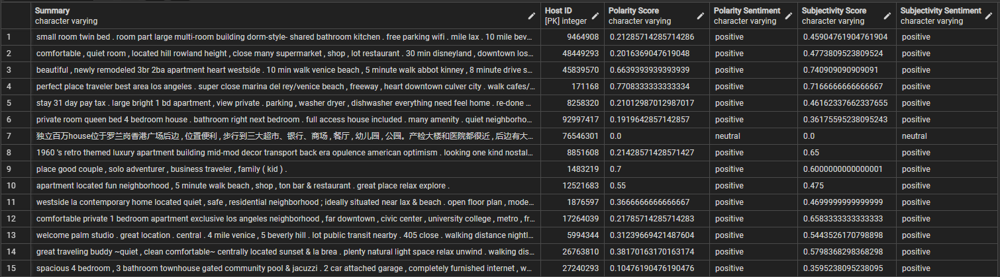 Summary Host ID Polarity Score Polarity Sentiment Subjectivity Score Subjectivity Sentiment
character varying [PK] integer character varying character varying character varying character varying
1 small room twin bed . room part large multi-room building dorm-style- shared bathroom kitchen . free parking wifi . mile lax . 10 mile bev... 9464908 0.21285714285714286 positive 0.45904761904761904 positive
2 comfortable , quiet room , located hill rowland height , close many supermarket , shop , lot restaurant . 30 min disneyland , downtown los... 48449293 0.2016369047619048 positive 0.4773809523809524 positive
3 beautiful , newly remodeled 3br 2ba apartment heart westside . 10 min walk venice beach , 5 minute walk abbot kinney , 8 minute drive s... 45839570 0.6639393939393939 positive 0.740909090909091 positive
4 perfect place traveler best area los angeles . super close marina del rey/venice beach , freeway , heart downtown culver city . walk cafes/... 171168 0.7708333333333334 positive 0.7166666666666667 positive
5 stay 31 day pay tax . large bright 1 bd apartment , view private . parking , washer dryer , dishwasher everything need feel home . re-done ... 8258320 0.21012987012987017 positive 0.46162337662337655 positive
6 private room queen bed 4 bedroom house . bathroom right next bedroom . full access house included . many amenity . quiet neighborho... 92997417 0.1919642857142857 positive 0.36175595238095243 positive
7 独立百万house位于罗兰岗香港广场后边 , 位置便利 , 步行到三大超市、银行、商场 , 餐厅 , 幼儿园 , 公园。产检大楼和医院都很近 , 后边有大... 76546301 0.0 neutral 0.0 neutral
8 1960 's retro themed luxury apartment building mid-mod decor transport back era opulence american optimism . looking one kind nostal... 8851608 0.21428571428571427 positive 0.65 positive
9 place good couple , solo adventurer , business traveler , family ( kid ) . 1483219 0.7 positive 0.6000000000000001 positive
10 apartment located fun neighborhood , 5 minute walk beach , shop , ton bar & restaurant . great place relax explore . 12521683 0.55 positive 0.475 positive
11 westside la contemporary home located quiet , safe , residential neighborhood ; ideally situated near lax & beach . open floor plan , mode... 1876597 0.3666666666666667 positive 0.4699999999999999 positive
12 comfortable private 1 bedroom apartment exclusive los angeles neighborhood , far downtown , civic center , university college , metro , fr... 17264039 0.21785714285714283 positive 0.6583333333333333 positive
13 welcome palm studio . great location . central . 4 mile venice , 5 beverly hill . lot public transit nearby . 405 close . walking distance nightl... 5994344 0.31239669421487604 positive 0.5443526170798898 positive
14 great traveling buddy ~quiet , clean comfortable~ centrally located sunset & la brea . plenty natural light space relax unwind . walking dis... 26763810 0.38170163170163174 positive 0.5798368298368298 positive
15 spacious 4 bedroom , 3 bathroom townhouse gated community pool & jacuzzi . 2 car attached garage , completely furnished internet , w... 27240293 0.10476190476190476 positive 0.3595238095238095 positive